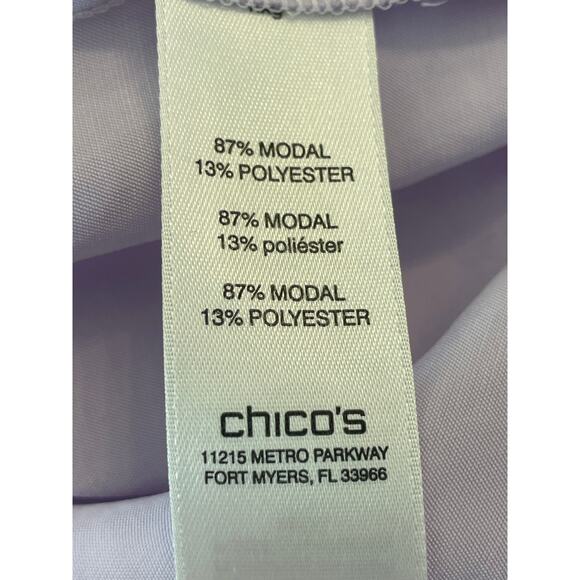 87% MODAL
13% POLYESTER
87% MODAL
13% poliéster
87% MODAL
13% POLYESTER
chico's
11215 METRO PARKWAY
FORT MYERS, FL 33966